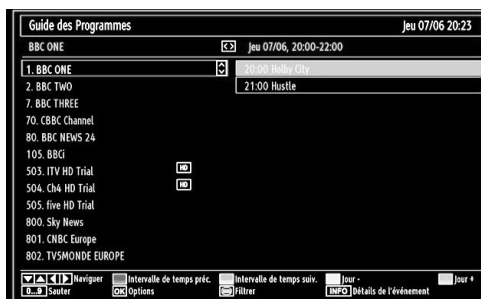 Guide des Programmes Jeu 07/06 20:23
BBC ONE Jeu 07/06, 20:00-22:00
1. BBC ONE 20:00 Holby City
2. BBC TWO 21:00 Hustle
7. BBC THREE
70. CBBC Channel
80. BBC NEWS 24
105. BBCi
503. ITV HD Trial HD
504. Ch4 HD Trial HD
505. five HD Trial
800. Sky News
801. CNBC Europe
802. TV5MONDE EUROPE
Naviguer Intervalle de temps préc. Intervalle de temps suiv. Jour - Jour +
0...9 Sauter OK Options Filtrer INFO Détails de l'événement